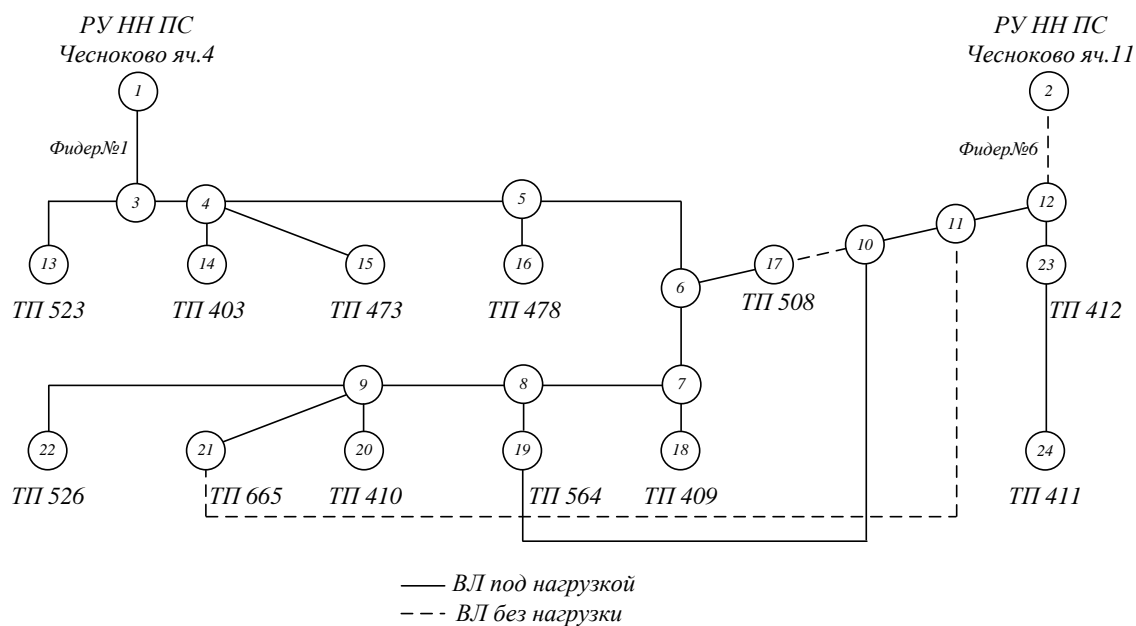 РУ НН ПС
Чесноково яч.4
РУ НН ПС
Чесноково яч.11
1
2
Фидер№1
Фидер№6
3
4
5
12
11
10
13
14
15
16
17
23
6
ТП 523
ТП 403
ТП 473
ТП 478
ТП 508
ТП 412
9
8
7
22
21
20
19
18
24
ТП 526
ТП 665
ТП 410
ТП 564
ТП 409
ТП 411
ВЛ под нагрузкой
ВЛ без нагрузки